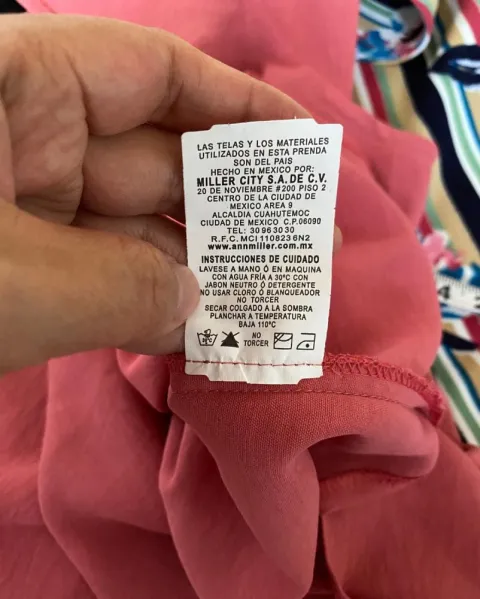 LAS TELAS Y LOS MATERIALES
UTILIZADOS EN ESTA PRENDA
SON DEL PAIS
HECHO EN MEXICO POR:
MILLER CITY S.A. DE C.V.
20 DE NOVIEMBRE #200 PISO 2
CENTRO DE LA CIUDAD DE
MEXICO AREA 9
ALCALDIA CUAHUTEMOC
CIUDAD DE MEXICO C.P.06090
TEL: 30 96 30 30
R.F.C. MCI 110823 6N2
www.annmiller.com.mx
INSTRUCCIONES DE CUIDADO
LAVESE A MANO Ó EN MAQUINA
CON AGUA FRÍA A 30ºC CON
JABON NEUTRO Ó DETERGENTE
NO USAR CLORO Ó BLANQUEADOR
NO TORCER
SECAR COLGADO A LA SOMBRA
PLANCHAR A TEMPERATURA
BAJA 110ºC
NO
TORCER